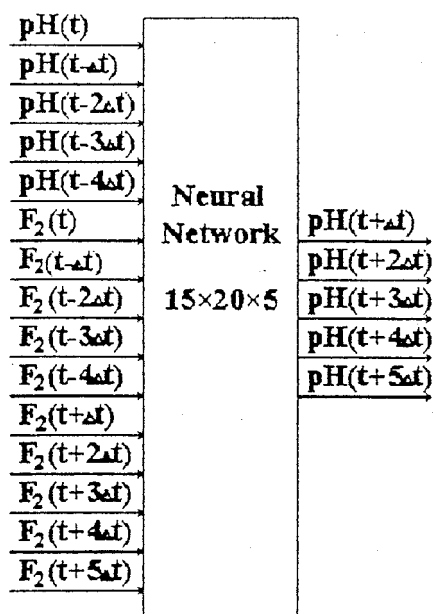 pH(t)
pH(t-Δt)
pH(t-2Δt)
pH(t-3Δt)
pH(t-4Δt)
F₂(t)
F₂(t-Δt)
F₂(t-2Δt)
F₂(t-3Δt)
F₂(t-4Δt)
F₂(t+Δt)
F₂(t+2Δt)
F₂(t+3Δt)
F₂(t+4Δt)
F₂(t+5Δt)
Neural
Network
15×20×5
pH(t+Δt)
pH(t+2Δt)
pH(t+3Δt)
pH(t+4Δt)
pH(t+5Δt)